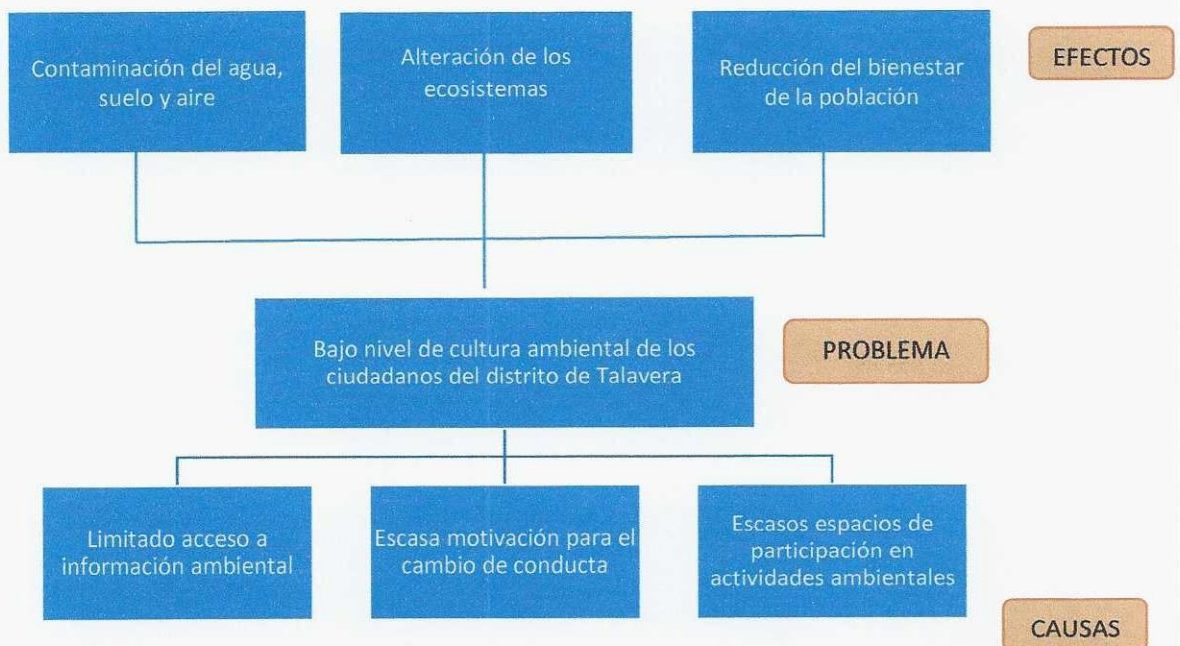 Contaminación del agua,
suelo y aire
Alteración de los
ecosistemas
Reducción del bienestar
de la población
EFECTOS
Bajo nivel de cultura ambiental de los
ciudadanos del distrito de Talavera
PROBLEMA
Limitado acceso a
información ambiental
Escasa motivación para el
cambio de conducta
Escasos espacios de
participación en
actividades ambientales
CAUSAS